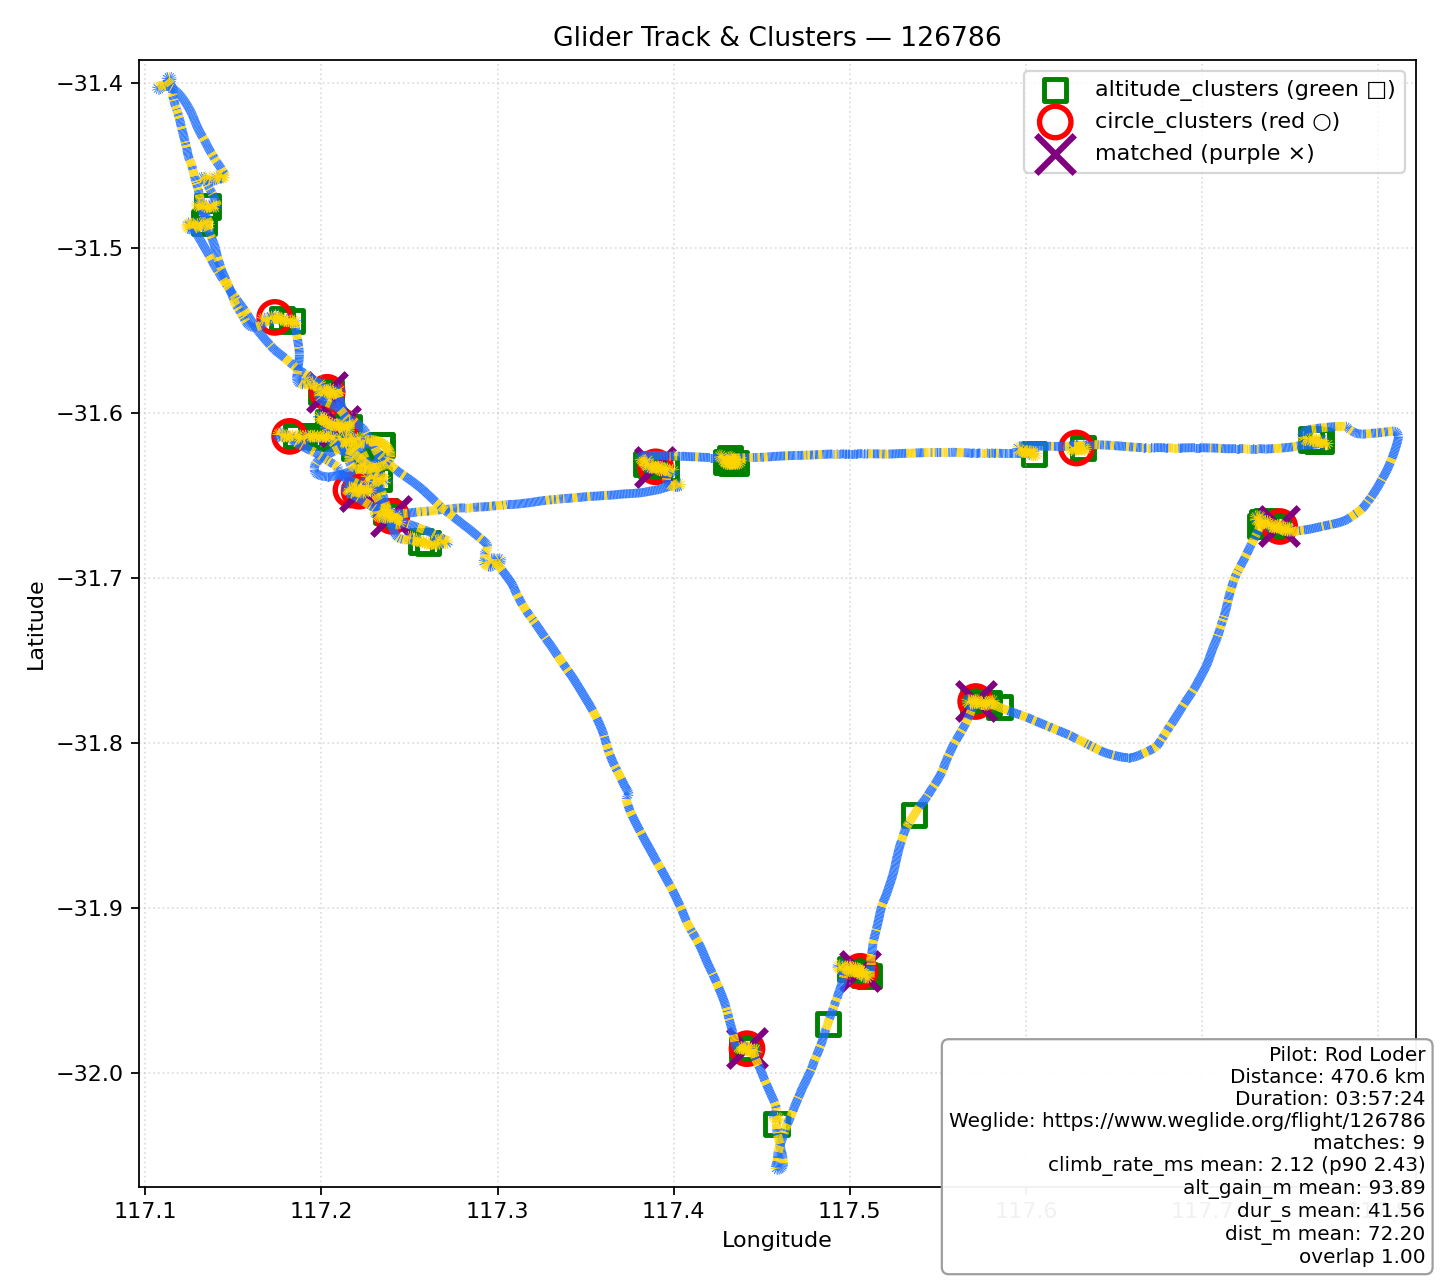 Glider Track & Clusters — 126786
altitude_clusters (green □)
circle_clusters (red ○)
matched (purple ×)
−31.4
−31.5
−31.6
−31.7
−31.8
−31.9
−32.0
Latitude
117.1
117.2
117.3
117.4
117.5
117.6
117.7
Longitude
Pilot: Rod Loder
Distance: 470.6 km
Duration: 03:57:24
Weglide: https://www.weglide.org/flight/126786
matches: 9
climb_rate_ms mean: 2.12 (p90 2.43)
alt_gain_m mean: 93.89
dur_s mean: 41.56
dist_m mean: 72.20
overlap 1.00